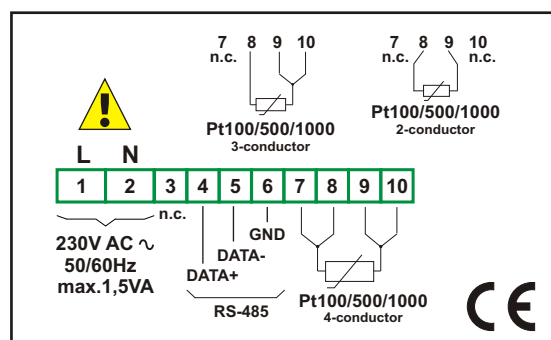 7 8 9 10
n.c.
Pt100/500/1000
3-conductor
7 8 9 10
n.c. n.c.
Pt100/500/1000
2-conductor
L N
1 2 3 4 5 6 7 8 9 10
n.c.
230V AC ∿
50/60Hz
max.1,5VA
DATA+
DATA-
GND
RS-485
Pt100/500/1000
4-conductor
CE